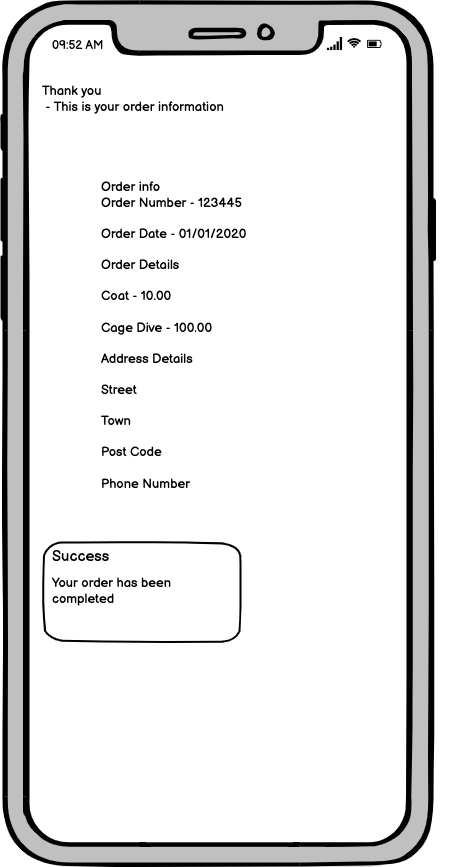 09:52 AM
Thank you
- This is your order information
Order info
Order Number - 123445
Order Date - 01/01/2020
Order Details
Coat - 10.00
Cage Dive - 100.00
Address Details
Street
Town
Post Code
Phone Number
Success
Your order has been
completed